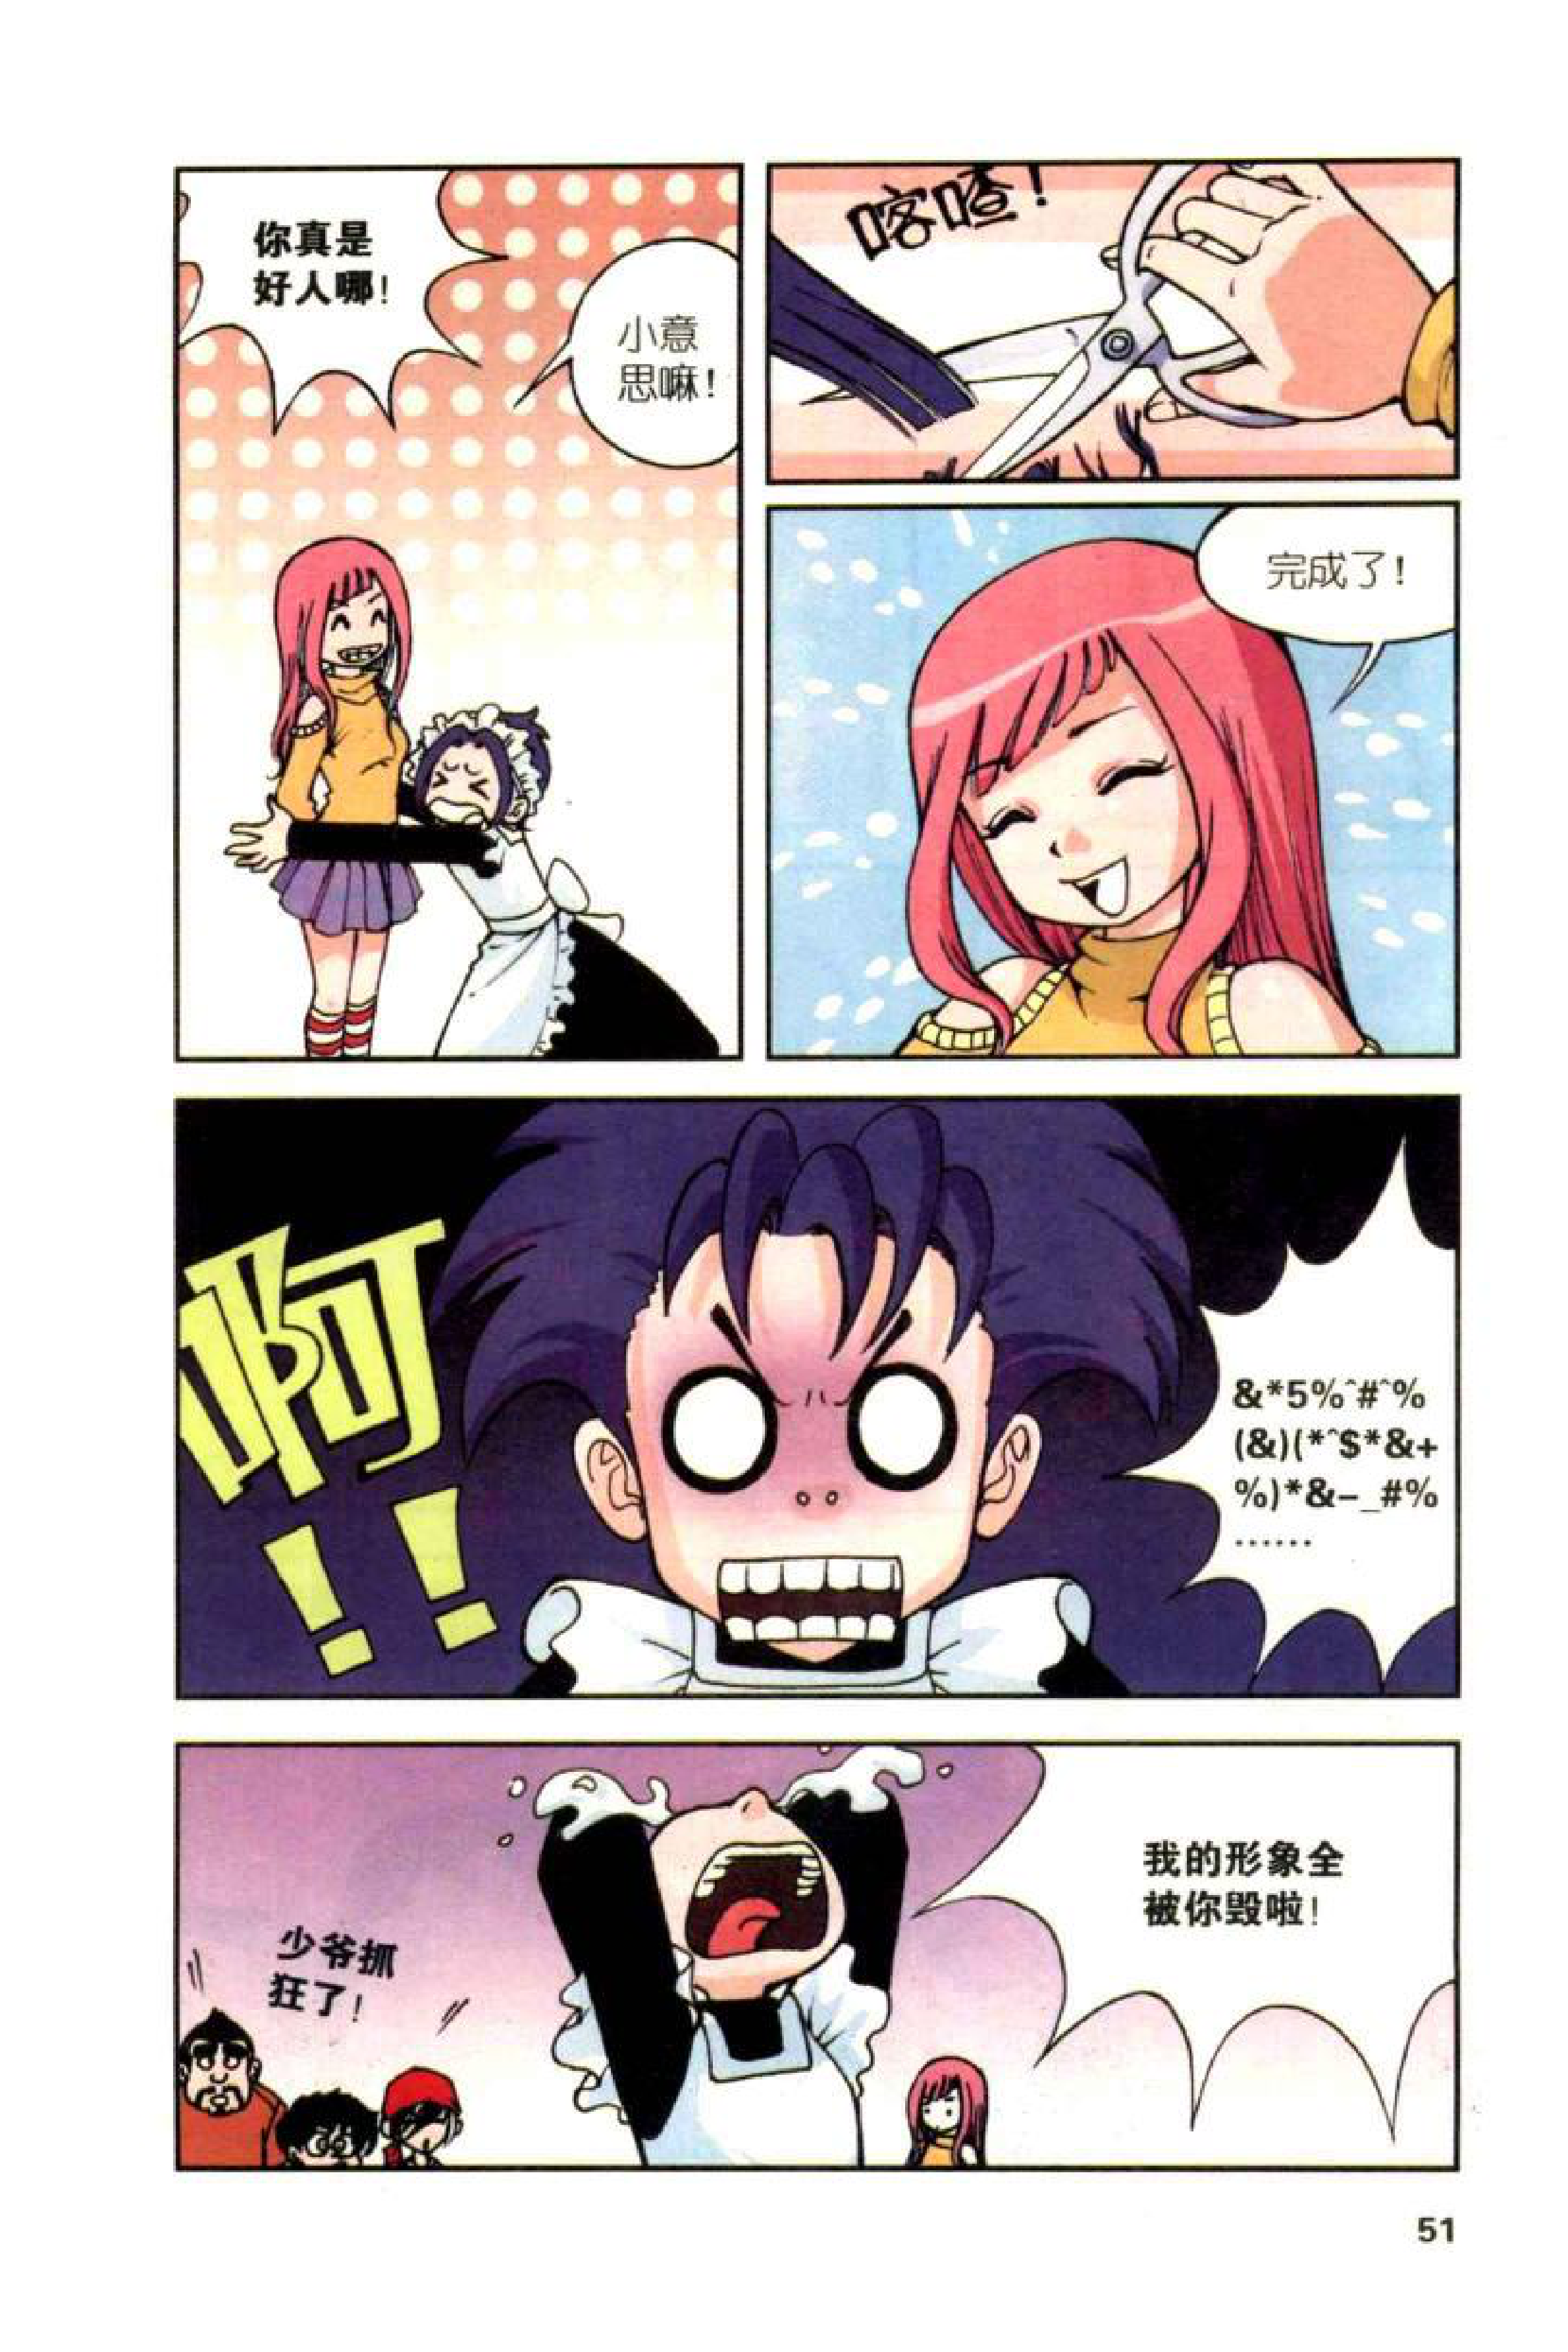 你真是
好人哪！
小意
思嘛！
喀喳！
完成了！
啊
！！
&*5%^#^%
(&)(*^$*&+
%)*&-_#%
……
我的形象全
被你毁啦！
少爷抓
狂了！
51